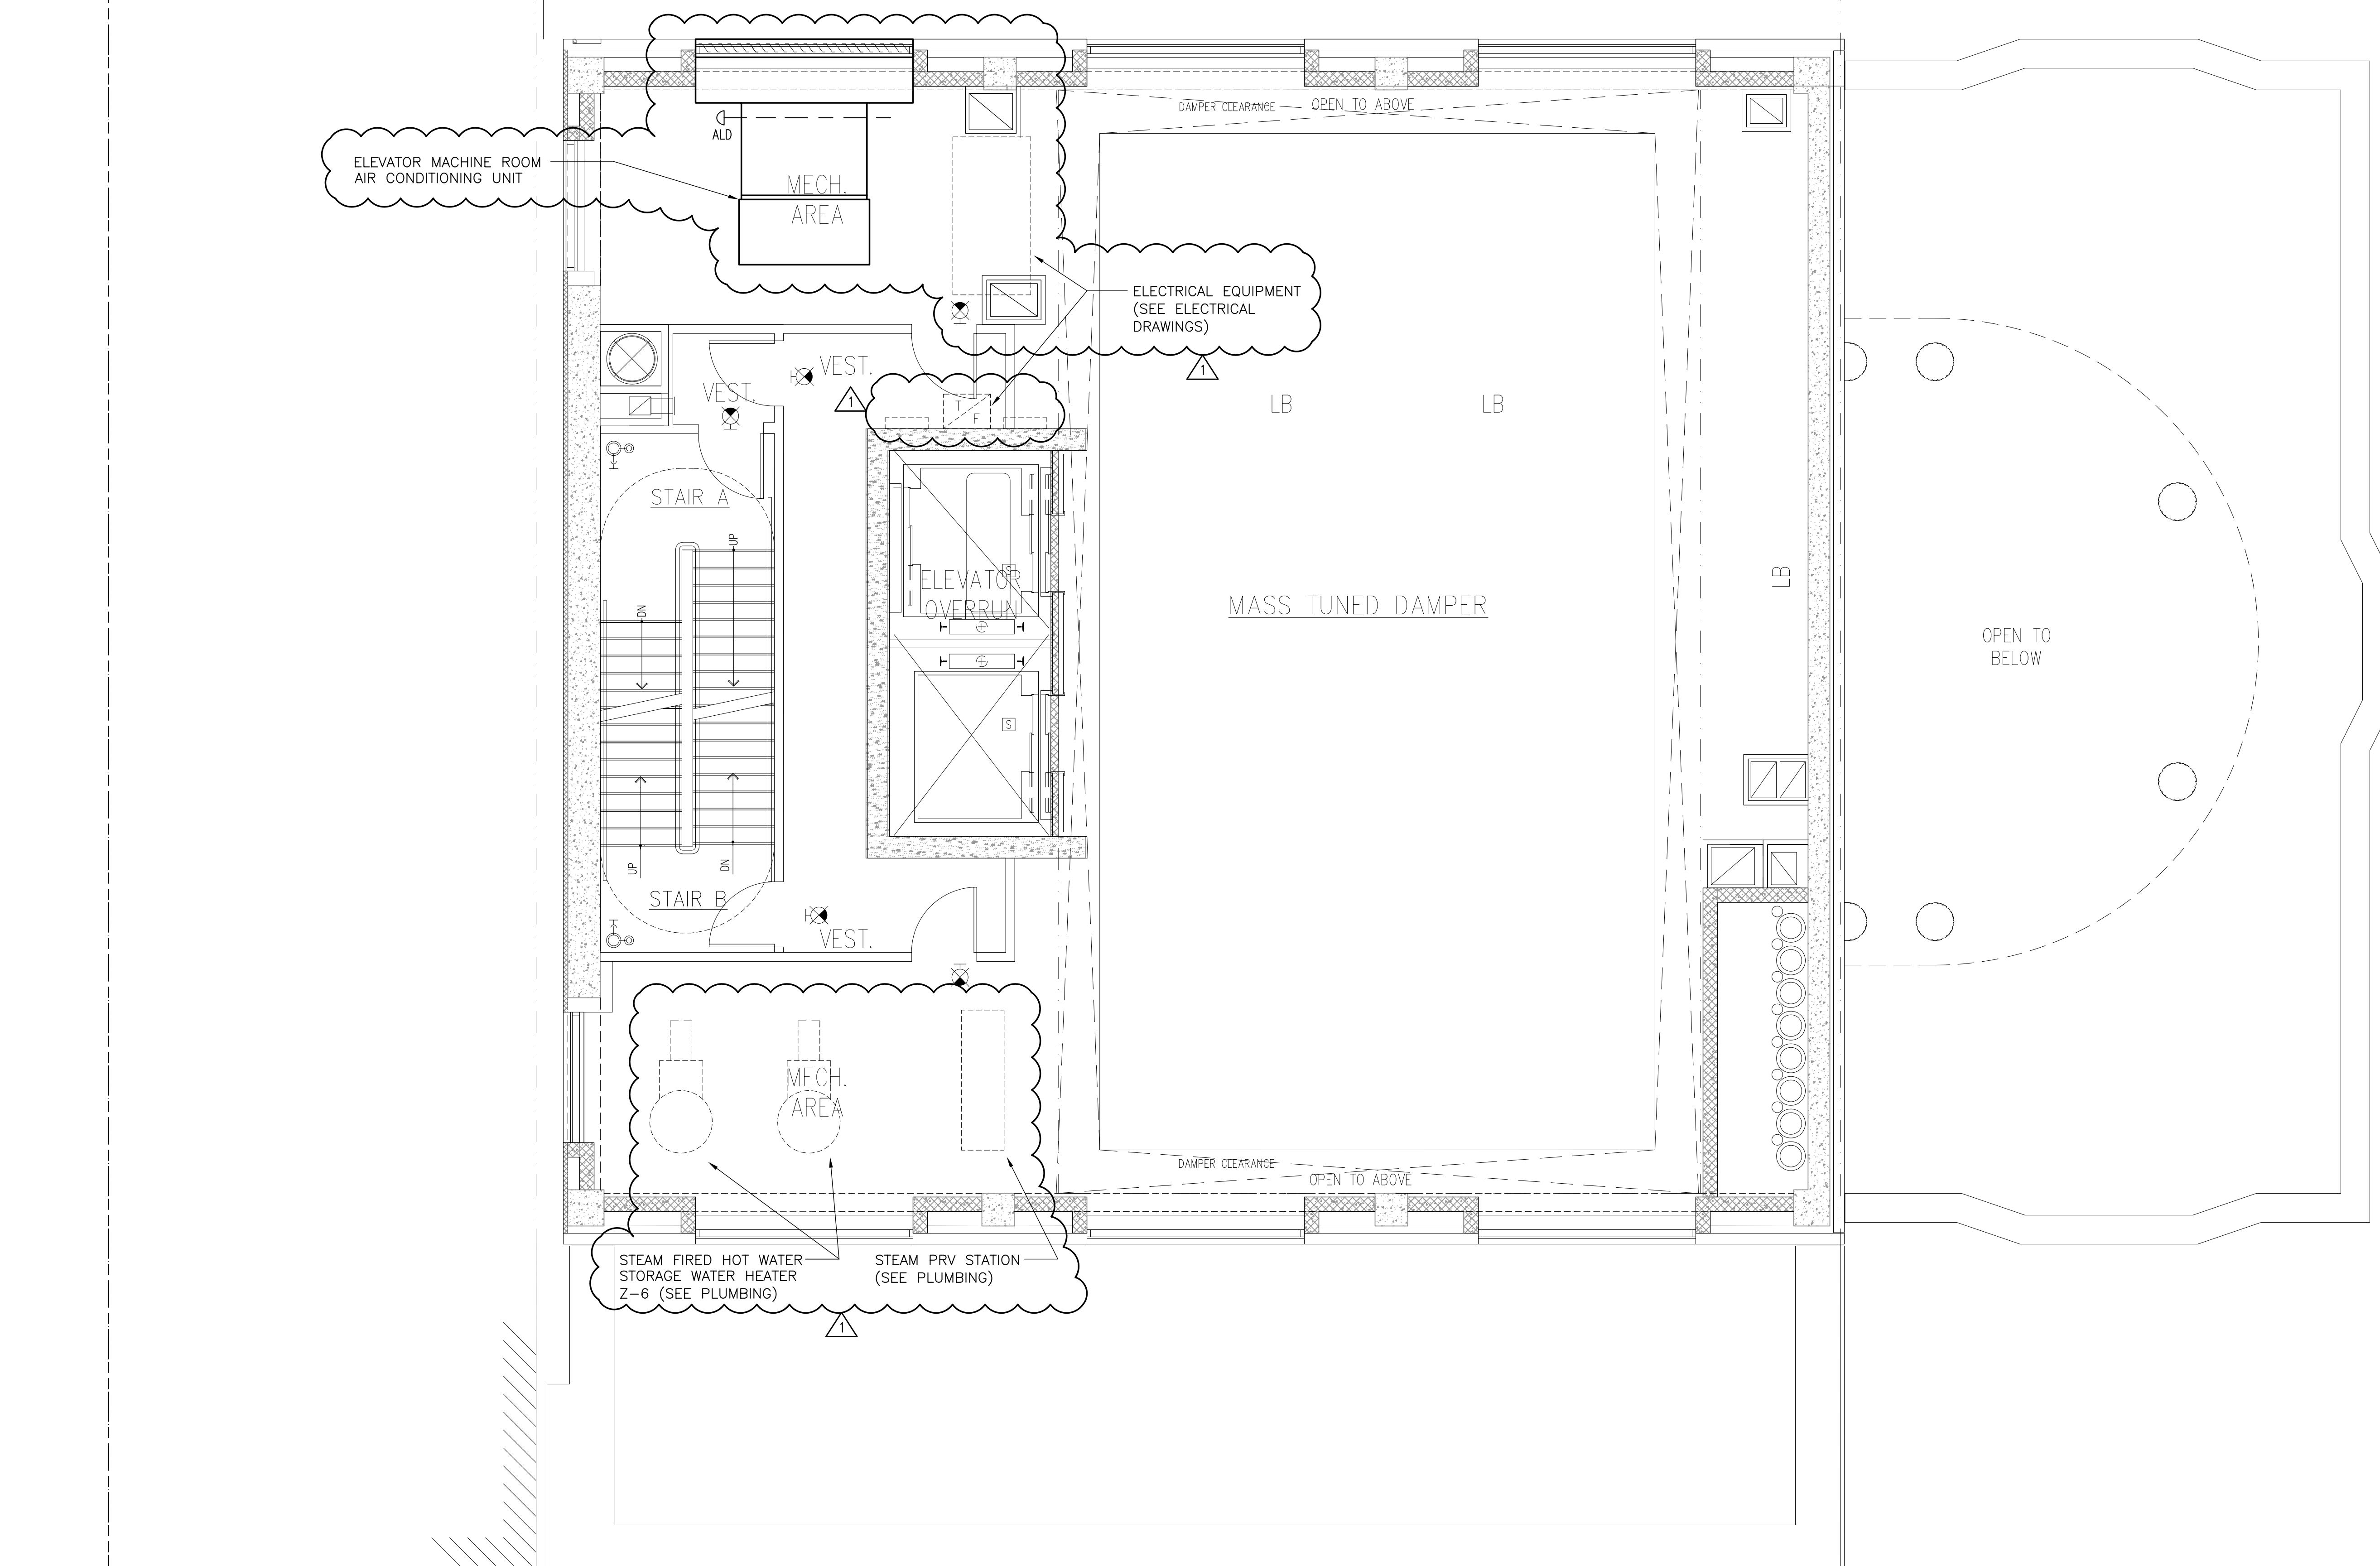 DAMPER CLEARANCE
OPEN TO ABOVE
ALD
ELEVATOR MACHINE ROOM
AIR CONDITIONING UNIT
MECH.
AREA
ELECTRICAL EQUIPMENT
(SEE ELECTRICAL
DRAWINGS)
1
VEST.
VEST.
1
T
F
LB
LB
STAIR A
UP
DN
S
ELEVATOR
OVERRUN
LB
MASS TUNED DAMPER
OPEN TO
BELOW
S
UP
DN
STAIR B
VEST.
MECH.
AREA
DAMPER CLEARANCE
OPEN TO ABOVE
STEAM FIRED HOT WATER
STORAGE WATER HEATER
Z-6 (SEE PLUMBING)
STEAM PRV STATION
(SEE PLUMBING)
1